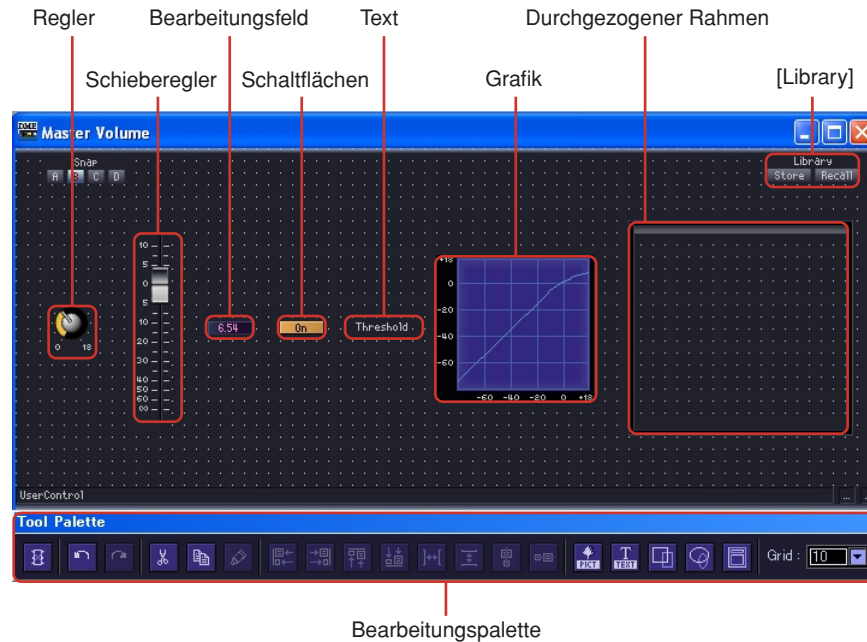 Regler Bearbeitungsfeld Text Durchgezogener Rahmen
Schieberegler Schaltflächen Grafik [Library]
DME
Master Volume
Snap
A B C D
Library
Store Recall
10
5
0
5
10
20
30
40
50
60
∞
0 18
6.54
On
Threshold
+18
0
-20
-40
-60
-60 -40 -20 0 +18
UserControl
... ...
Tool Palette
PICT
T
TEXT
Grid : 10
Bearbeitungspalette